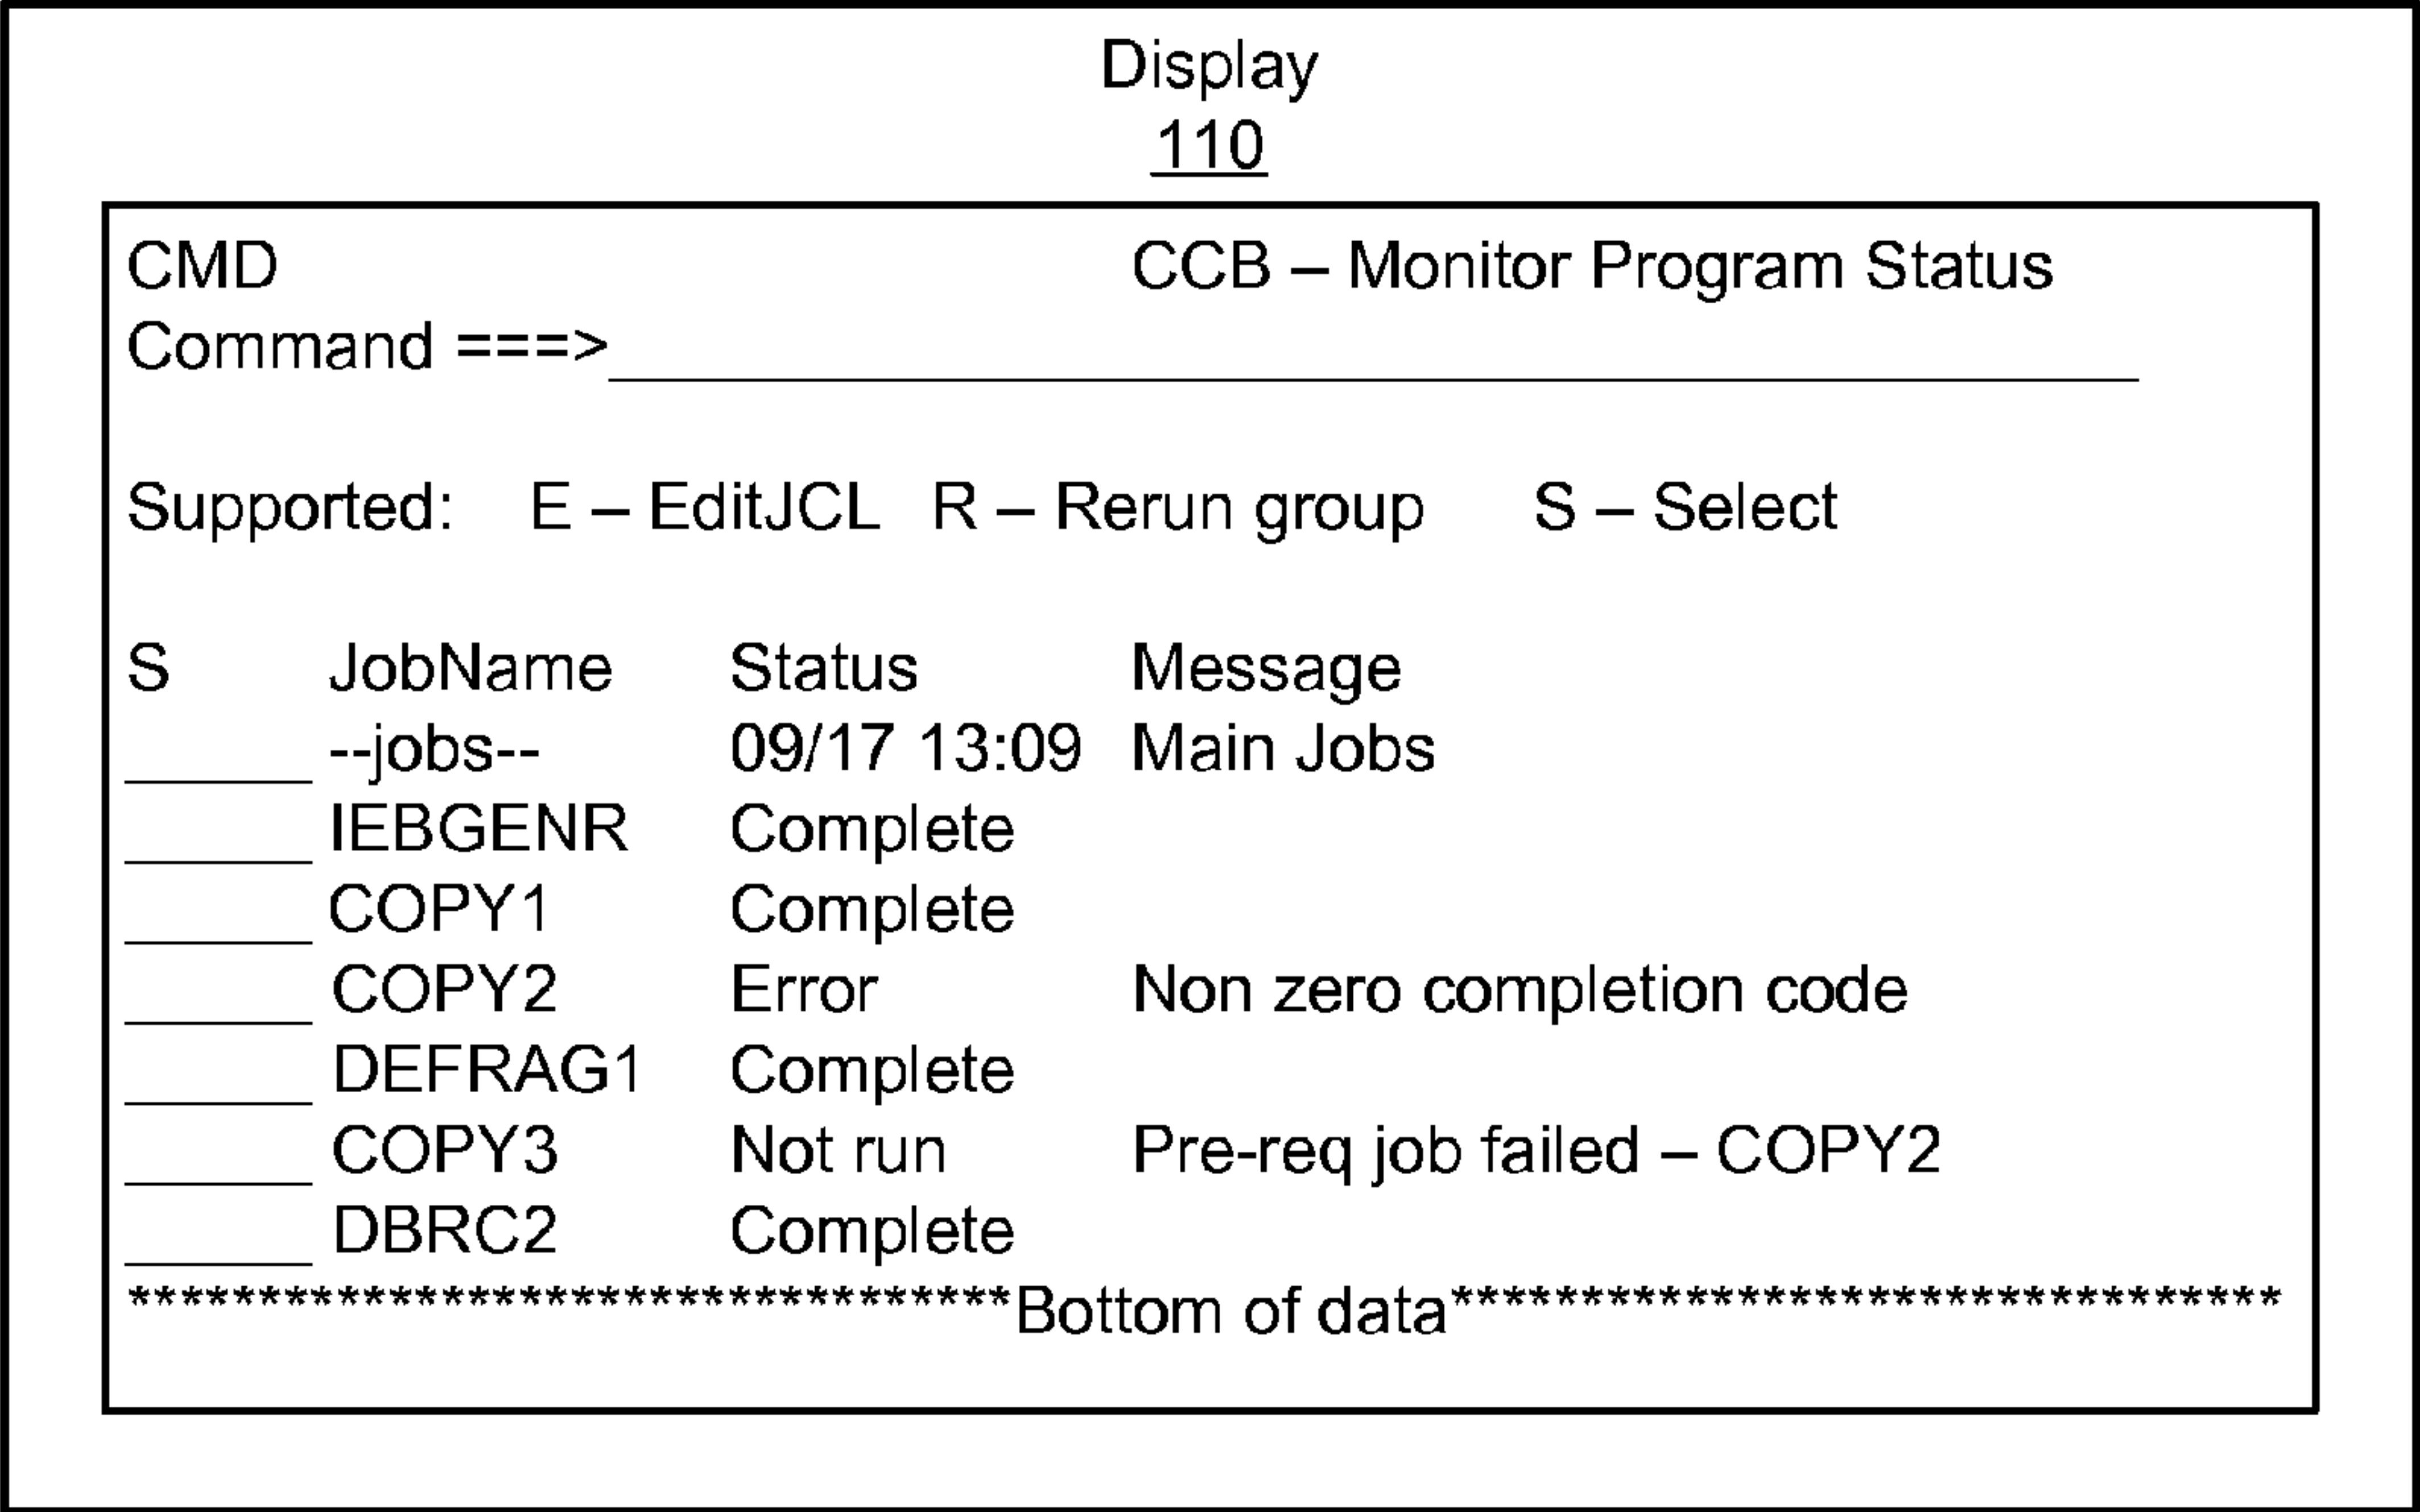 Display
110
CMD CCB – Monitor Program Status
Command ===>
Supported: E – EditJCL R – Rerun group S – Select
S JobName Status Message
--jobs-- 09/17 13:09 Main Jobs
IEBGENR Complete
COPY1 Complete
COPY2 Error Non zero completion code
DEFRAG1 Complete
COPY3 Not run Pre-req job failed – COPY2
DBRC2 Complete
**********************************Bottom of data********************************